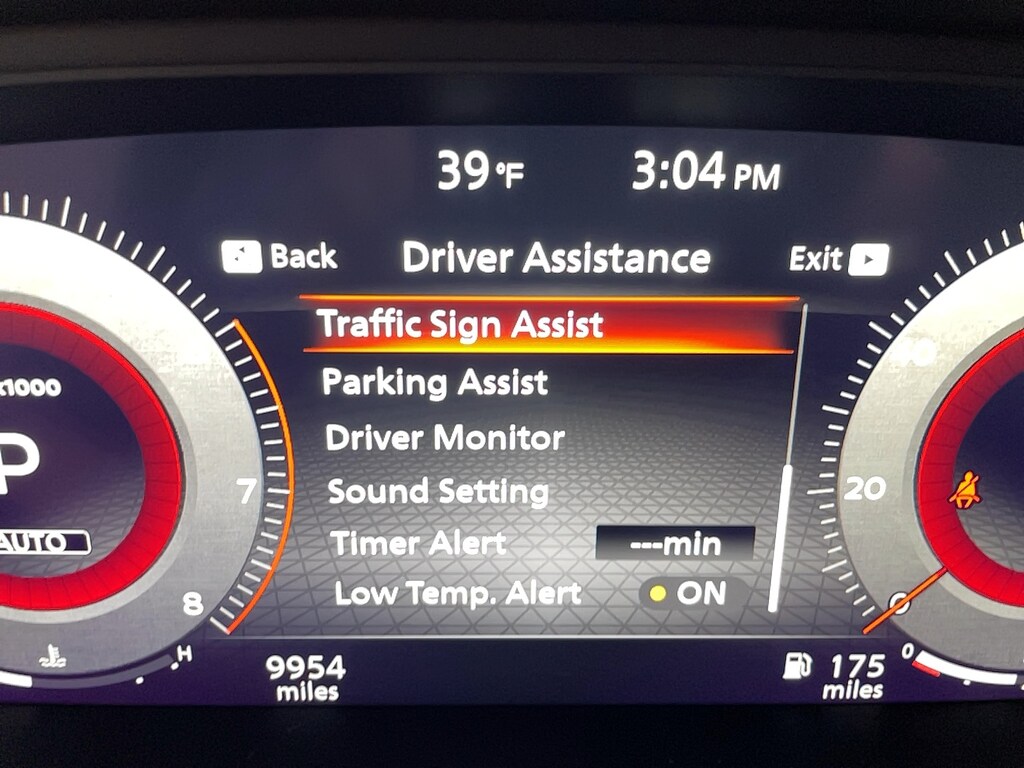 39 °F 3:04 PM
Back Driver Assistance Exit
Traffic Sign Assist
x1000
Parking Assist
P
Driver Monitor
7 Sound Setting 20
AUTO Timer Alert ---min
8 Low Temp. Alert ON 0
H 9954 miles 175 miles 0